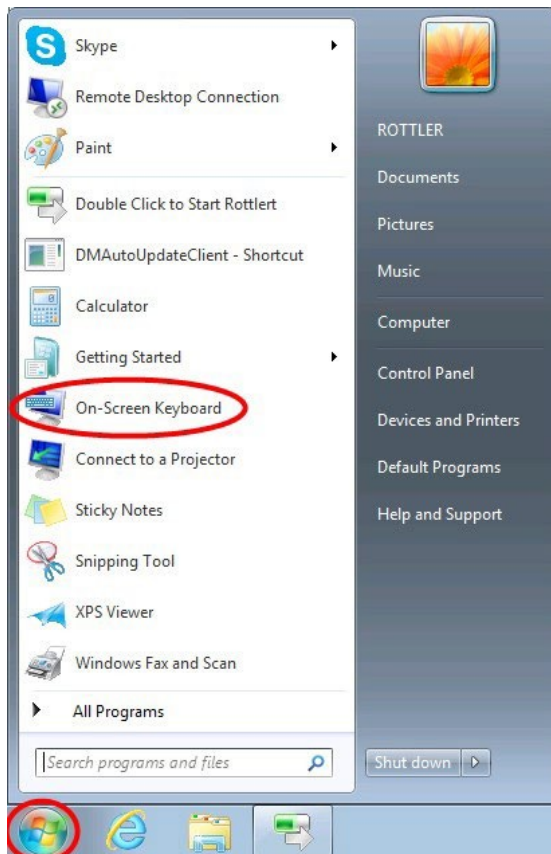 Skype
Remote Desktop Connection
Paint
Double Click to Start Rottlert
DMAutoUpdateClient - Shortcut
Calculator
Getting Started
On-Screen Keyboard
Connect to a Projector
Sticky Notes
Snipping Tool
XPS Viewer
Windows Fax and Scan
All Programs
Search programs and files
ROTTLER
Documents
Pictures
Music
Computer
Control Panel
Devices and Printers
Default Programs
Help and Support
Shut down